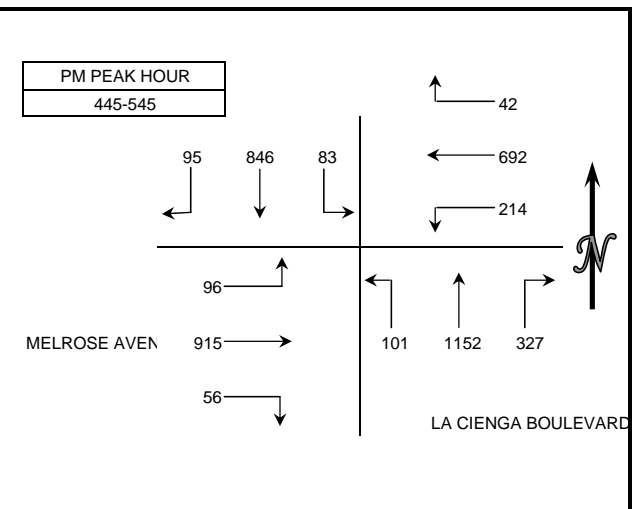 PM PEAK HOUR
445-545
42
95 846 83
692
214
N
96
MELROSE AVEN 915
101 1152 327
56
LA CIENGA BOULEVARD